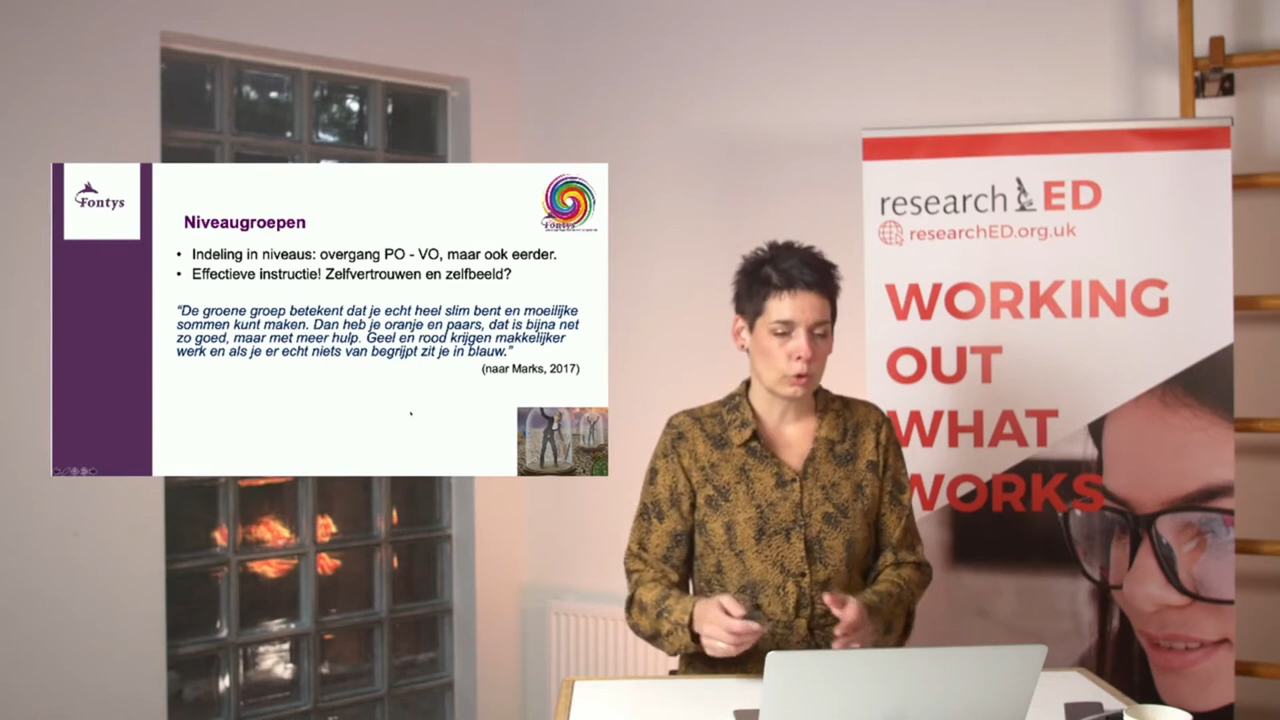 Fontys
Fontys
Niveaugroepen
• Indeling in niveaus: overgang PO - VO, maar ook eerder.
• Effectieve instructie! Zelfvertrouwen en zelfbeeld?
“De groene groep betekent dat je echt heel slim bent en moeilijke
sommen kunt maken. Dan heb je oranje en paars, dat is bijna net
zo goed, maar met meer hulp. Geel en rood krijgen makkelijker
werk en als je er echt niets van begrijpt zit je in blauw.”
(naar Marks, 2017)
researchED
researchED.org.uk
WORKING
OUT
WHAT
WORKS